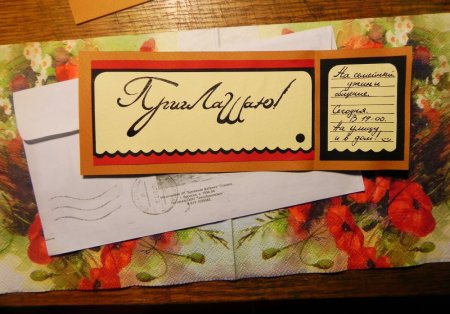 Приглашаю!
На семейный
ужин и
общение.
Сегодня.
В 19-00.
На улицу
и в дом!